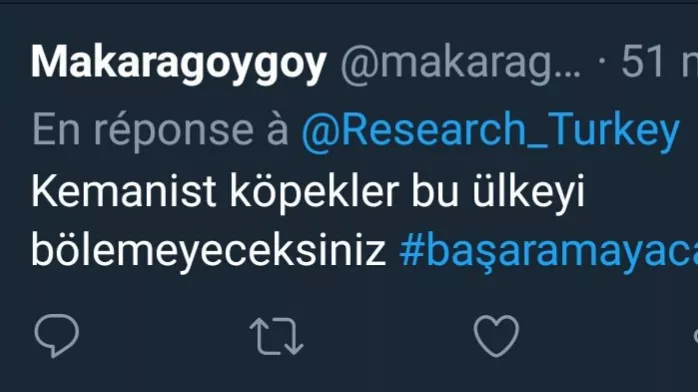 Makaragoygoy @makarag... · 51
En réponse à @Research_Turkey
Kemanist köpekler bu ülkeyi
bölemeyeceksiniz #başaramayaca